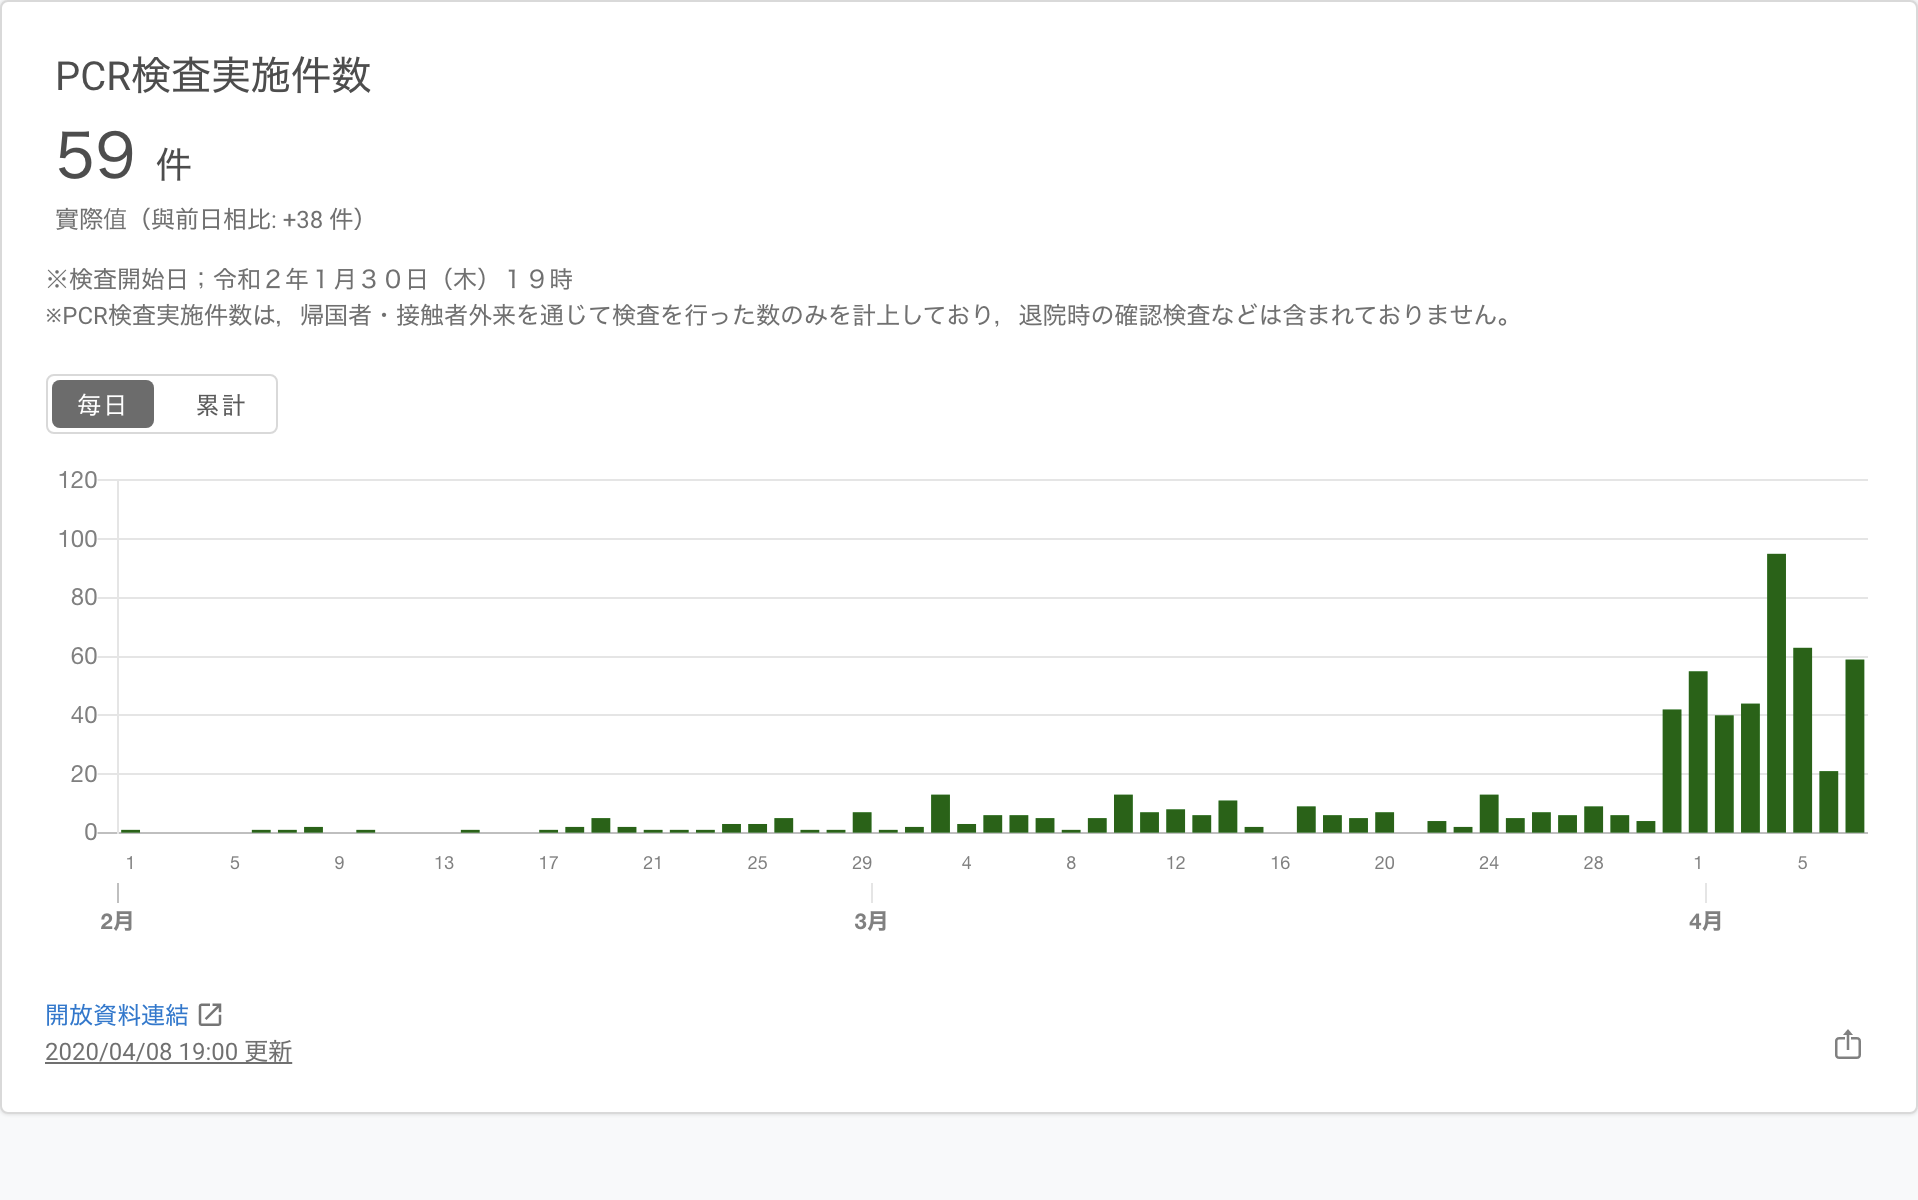 PCR検査実施件数
59 件
實際值（與前日相比: +38 件）
※検査開始日；令和２年１月３０日（木）１９時
※PCR検査実施件数は，帰国者・接触者外来を通じて検査を行った数のみを計上しており，退院時の確認検査などは含まれておりません。
每日 累計
120
100
80
60
40
20
0
1 5 9 13 17 21 25 29 4 8 12 16 20 24 28 1 5
2月 3月 4月
開放資料連結
2020/04/08 19:00 更新